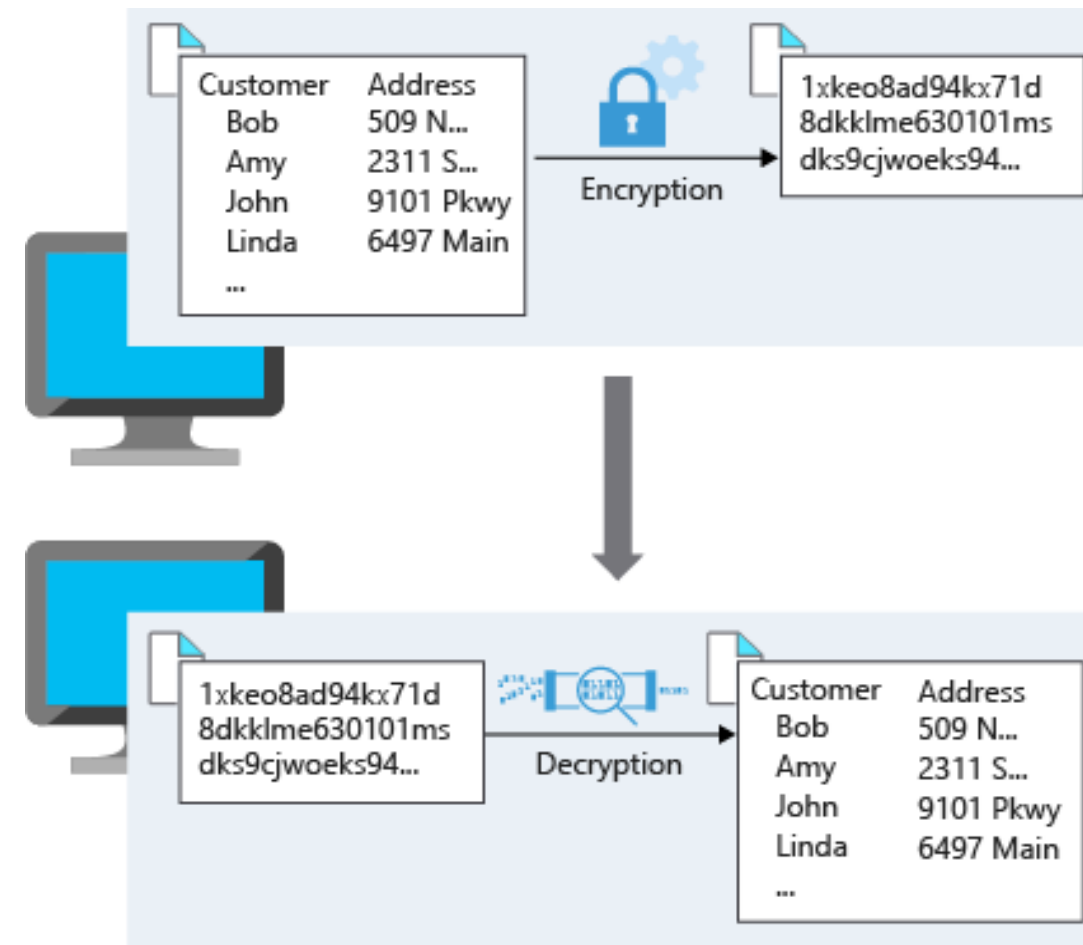 Customer Address
Bob 509 N...
Amy 2311 S...
John 9101 Pkwy
Linda 6497 Main
...
Encryption
1xkeo8ad94kx71d
8dkklme630101ms
dks9cjwoeks94...
1xkeo8ad94kx71d
8dkklme630101ms
dks9cjwoeks94...
Decryption
Customer Address
Bob 509 N...
Amy 2311 S...
John 9101 Pkwy
Linda 6497 Main
...